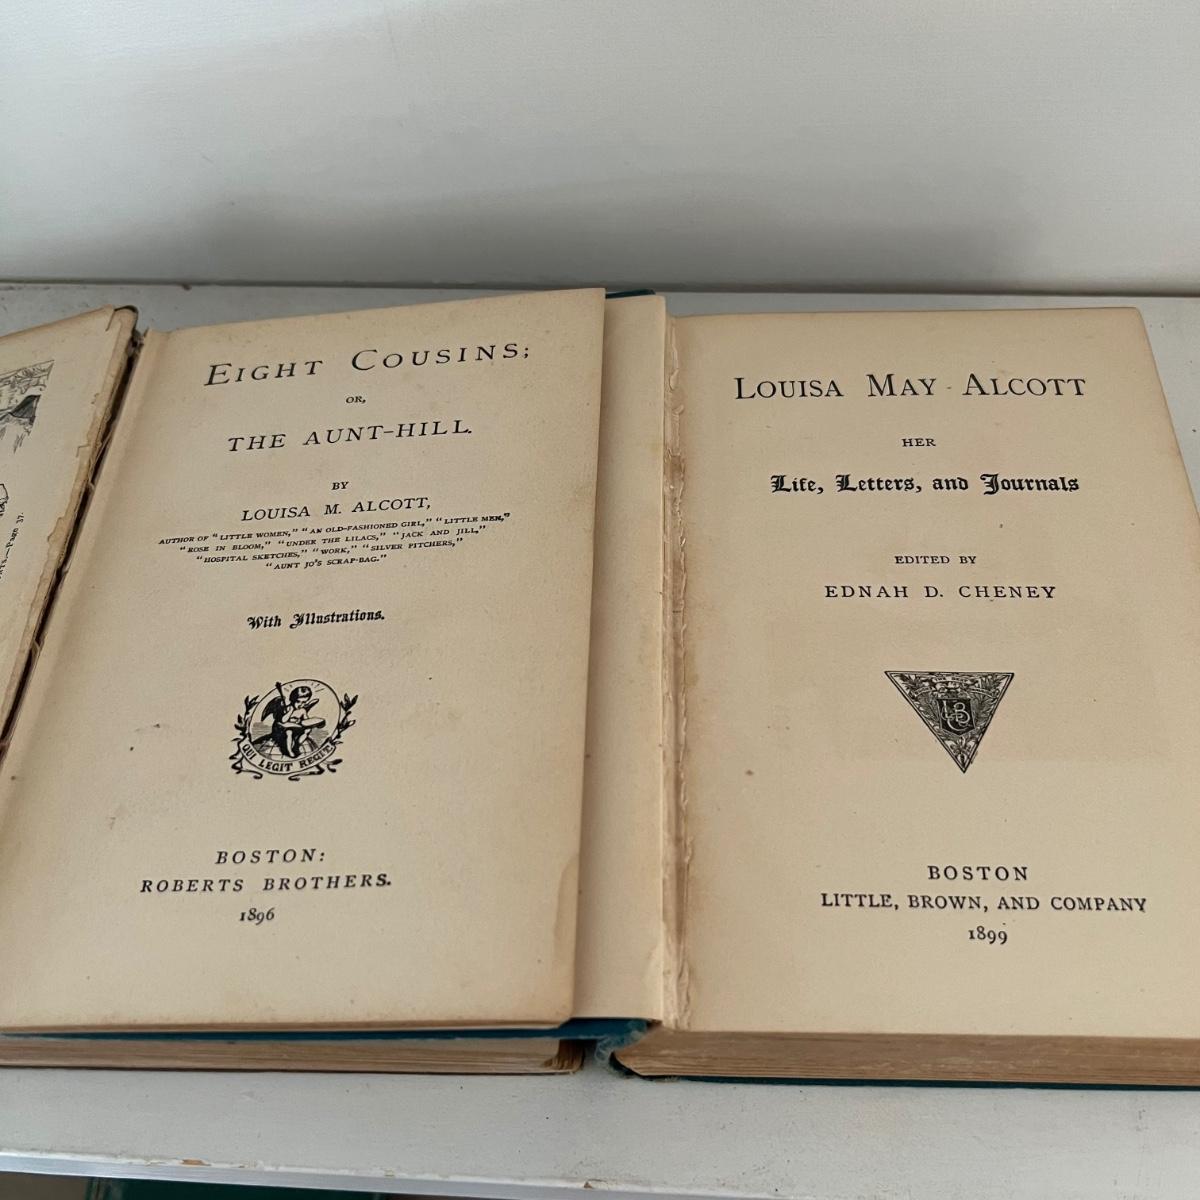 EIGHT COUSINS;
OR,
THE AUNT-HILL.
BY
LOUISA M. ALCOTT,
AUTHOR OF "LITTLE WOMEN," "AN OLD-FASHIONED GIRL," "LITTLE MEN,"
"ROSE IN BLOOM," "UNDER THE LILACS," "JACK AND JILL,"
"HOSPITAL SKETCHES," "WORK," "SILVER PITCHERS,"
"AUNT JO'S SCRAP-BAG."
With Illustrations.
QUI LEGIT REGIT
BOSTON:
ROBERTS BROTHERS.
1896
Page 37.
LOUISA MAY ALCOTT
HER
Life, Letters, and Journals
EDITED BY
EDNAH D. CHENEY
BOSTON
LITTLE, BROWN, AND COMPANY
1899